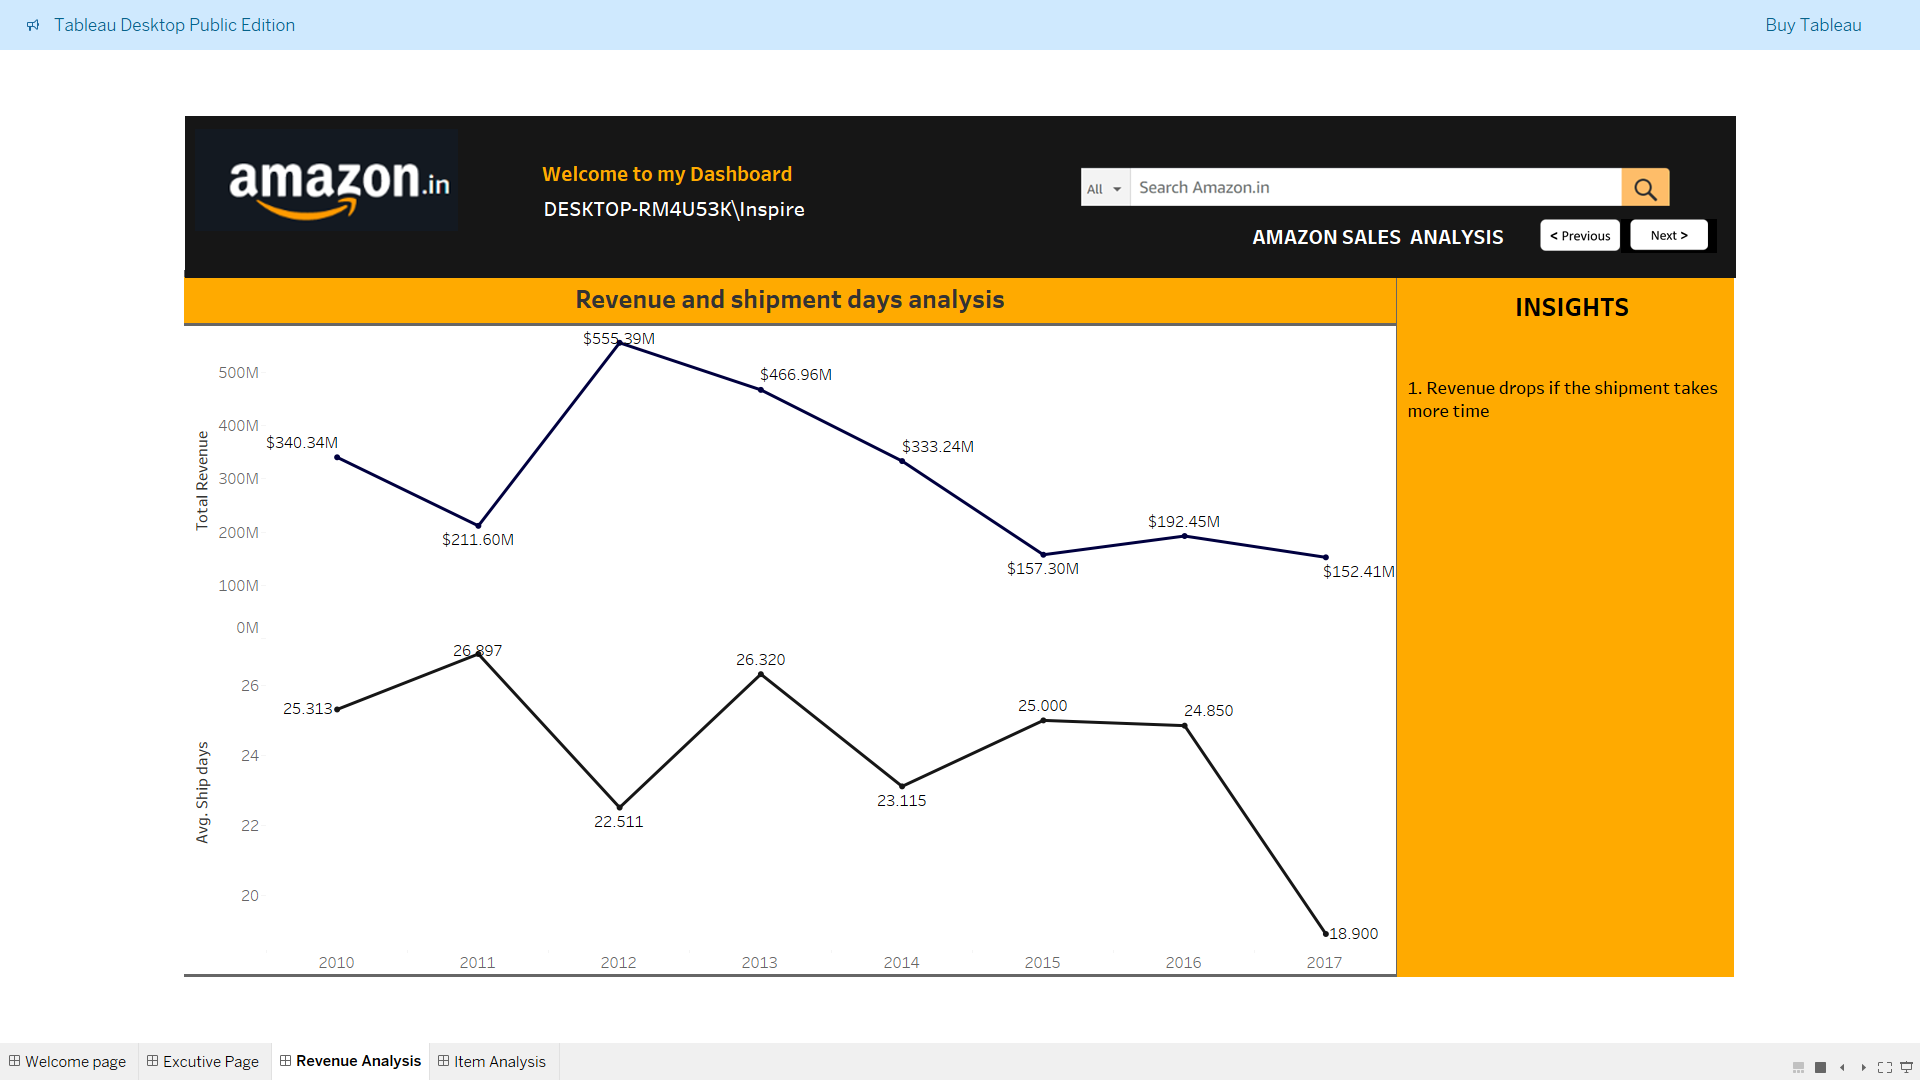 Tableau Desktop Public Edition
Buy Tableau
amazon.in
Welcome to my Dashboard
DESKTOP-RM4U53K\Inspire
All
Search Amazon.in
AMAZON SALES ANALYSIS
< Previous
Next >
Revenue and shipment days analysis
INSIGHTS
1. Revenue drops if the shipment takes
more time
Total Revenue
500M
400M
300M
200M
100M
0M
$340.34M
$211.60M
$555.39M
$466.96M
$333.24M
$157.30M
$192.45M
$152.41M
Avg. Ship days
26
24
22
20
25.313
26.897
22.511
26.320
23.115
25.000
24.850
18.900
2010
2011
2012
2013
2014
2015
2016
2017
Welcome page
Excutive Page
Revenue Analysis
Item Analysis